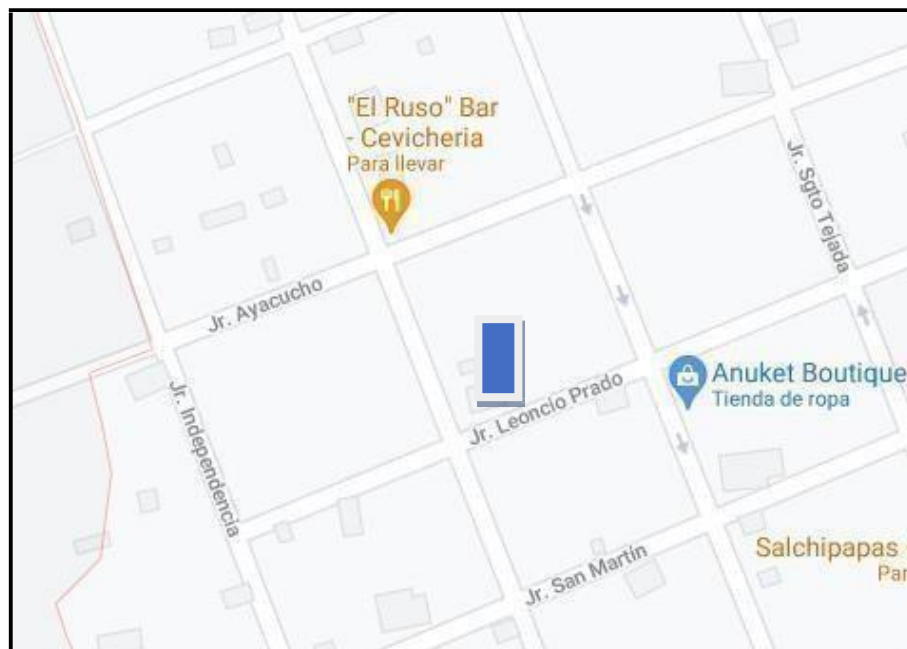 "El Ruso" Bar
- Cevicheria
Para llevar
Jr. Sgto Tejada
Jr. Ayacucho
Anuket Boutique
Tienda de ropa
Jr. Leoncio Prado
Jr. Independencia
Jr. San Martín
Salchipapas
Par